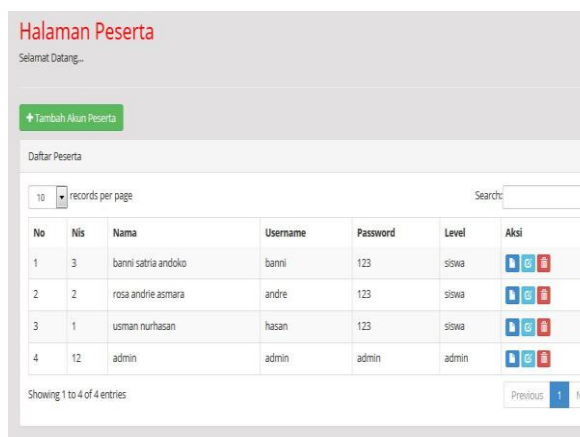 Halaman Peserta
Selamat Datang...
+Tambah Akun Peserta
Daftar Peserta
10 records per page Search:
No Nis Nama Username Password Level Aksi
1 3 banni satria andoko banni 123 siswa
2 2 rosa andrie asmara andre 123 siswa
3 1 usman nurhasan hasan 123 siswa
4 12 admin admin admin admin
Showing 1 to 4 of 4 entries Previous 1